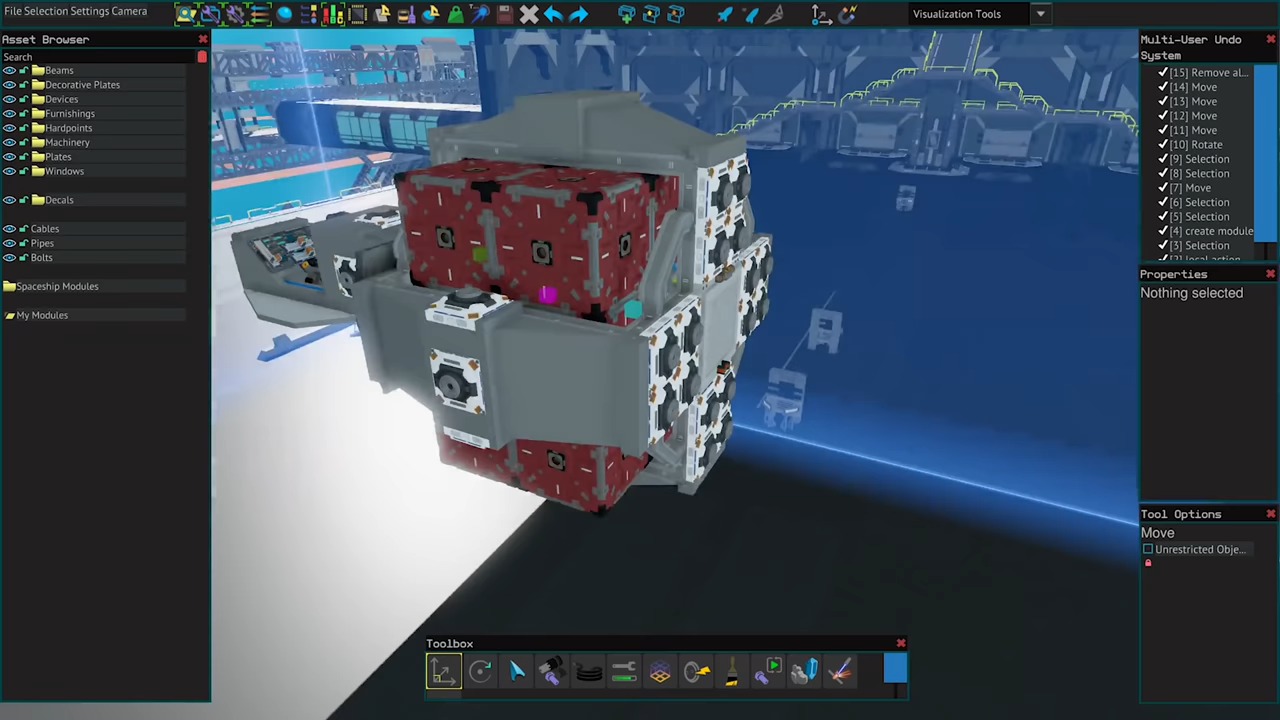 File Selection Settings Camera
Visualization Tools
Asset Browser
Search
Beams
Decorative Plates
Devices
Furnishings
Hardpoints
Machinery
Plates
Windows
Decals
Cables
Pipes
Bolts
Spaceship Modules
My Modules
Multi-User Undo
System
[15] Remove al...
[14] Move
[13] Move
[12] Move
[11] Move
[10] Rotate
[9] Selection
[8] Selection
[7] Move
[6] Selection
[5] Selection
[4] create module
[3] Selection
Properties
Nothing selected
Tool Options
Move
Unrestricted Obje...
Toolbox